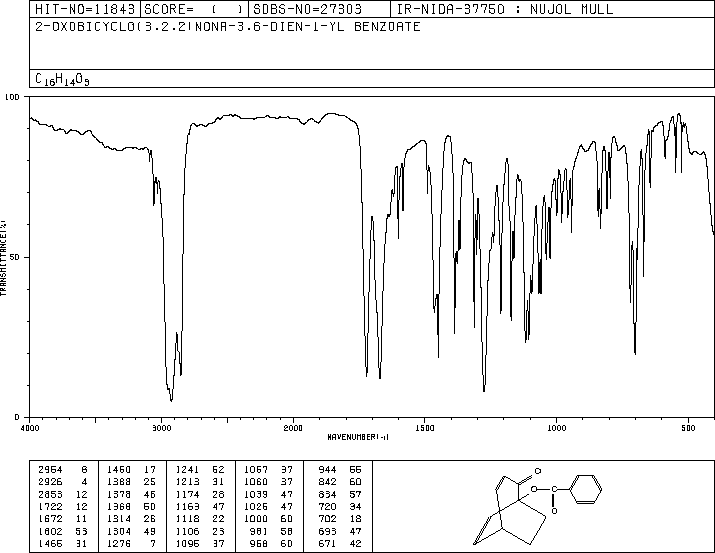 HIT-NO=11843 SCORE= ( ) SDBS-NO=27303 IR-NIDA-37750 : NUJOL MULL
2-OXOBICYCLO(3.2.2)NONA-3.6-DIEN-1-YL BENZOATE
C16H14O3
100
50
0
TRANSMITTANCE(%)
4000 3000 2000 1500 1000 500
WAVENUMBER(-1)
2954 6 1460 17 1241 52 1067 37 944 55
2926 4 1388 25 1213 31 1060 37 842 60
2853 12 1378 46 1174 28 1039 47 834 57
1722 12 1368 50 1163 47 1026 47 720 34
1672 11 1314 26 1118 22 1000 60 702 18
1602 53 1304 49 1106 23 981 58 693 47
1465 31 1276 7 1095 37 958 60 671 42
O
O C
O